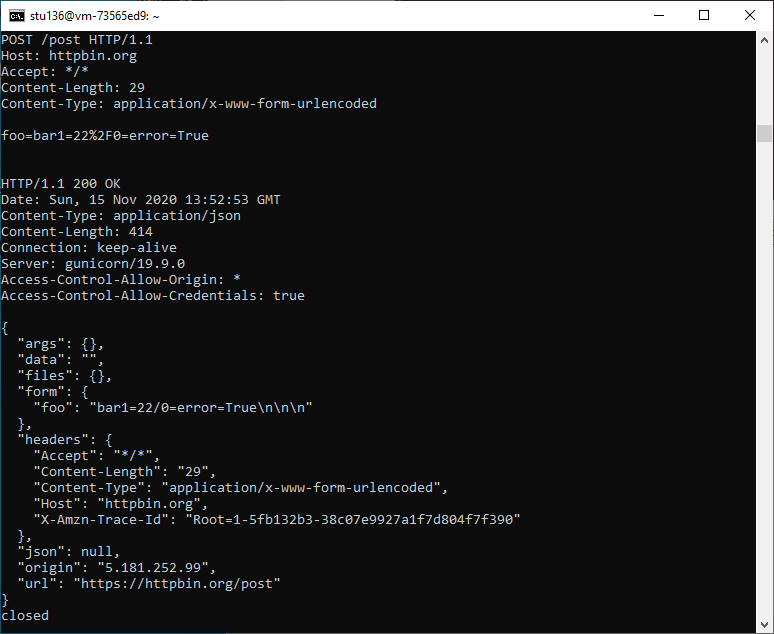 stu136@vm-73565ed9: ~
POST /post HTTP/1.1
Host: httpbin.org
Accept: */*
Content-Length: 29
Content-Type: application/x-www-form-urlencoded

foo=bar1=22%2F0=error=True

HTTP/1.1 200 OK
Date: Sun, 15 Nov 2020 13:52:53 GMT
Content-Type: application/json
Content-Length: 414
Connection: keep-alive
Server: gunicorn/19.9.0
Access-Control-Allow-Origin: *
Access-Control-Allow-Credentials: true

{
  "args": {},
  "data": "",
  "files": {},
  "form": {
    "foo": "bar1=22/0=error=True\n\n\n"
  },
  "headers": {
    "Accept": "*/*",
    "Content-Length": "29",
    "Content-Type": "application/x-www-form-urlencoded",
    "Host": "httpbin.org",
    "X-Amzn-Trace-Id": "Root=1-5fb132b3-38c07e9927a1f7d804f7f390"
  },
  "json": null,
  "origin": "5.181.252.99",
  "url": "https://httpbin.org/post"
}
closed